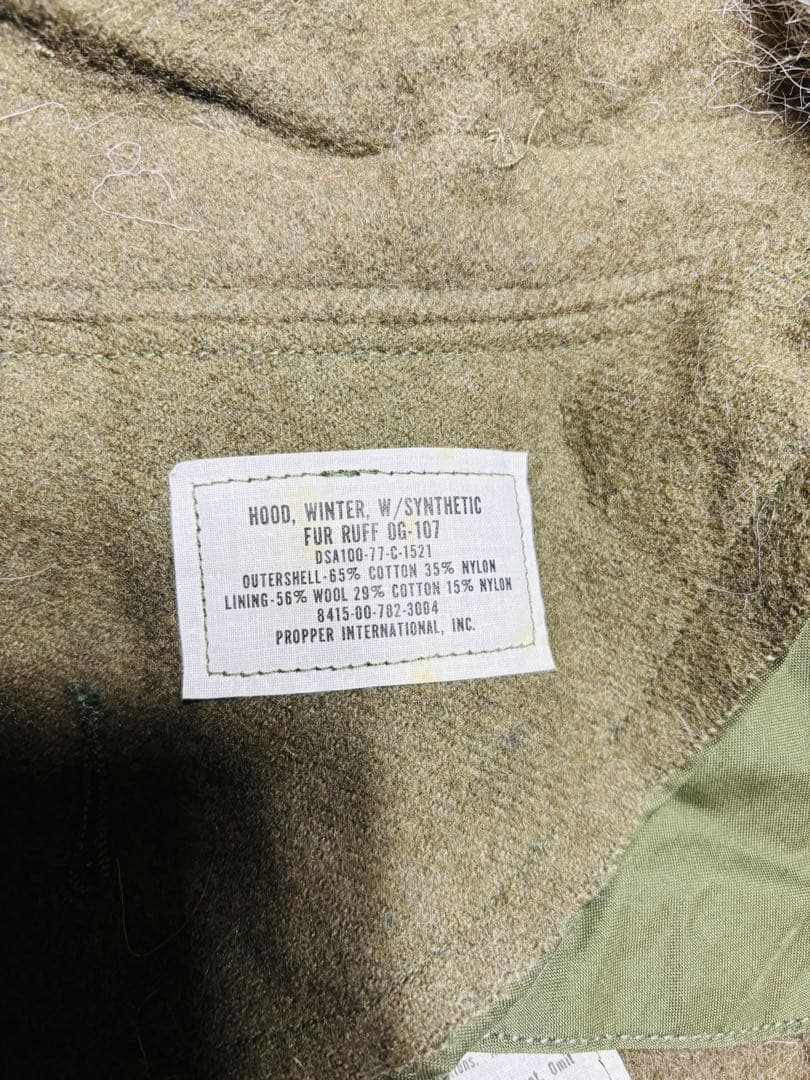 HOOD, WINTER, W/SYNTHETIC
FUR RUFF OG-107
DSA100-77-C-1521
OUTERSHELL-65% COTTON 35% NYLON
LINING-56% WOOL 29% COTTON 15% NYLON
8415-00-782-3004
PROPPER INTERNATIONAL, INC.
Omit